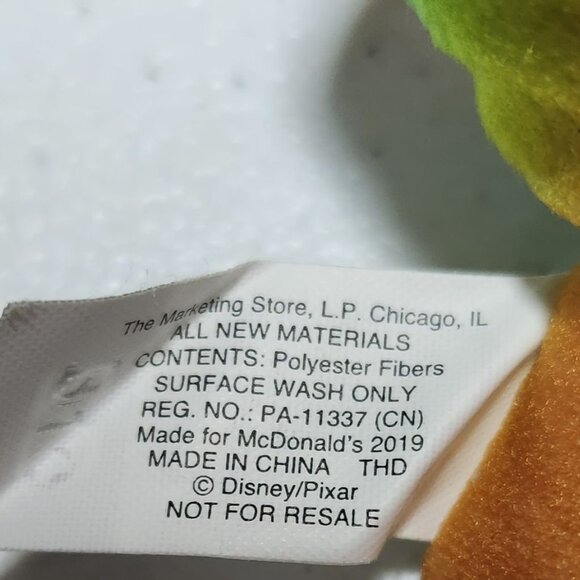 The Marketing Store, L.P. Chicago, IL
ALL NEW MATERIALS
CONTENTS: Polyester Fibers
SURFACE WASH ONLY
REG. NO.: PA-11337 (CN)
Made for McDonald's 2019
MADE IN CHINA THD
© Disney/Pixar
NOT FOR RESALE